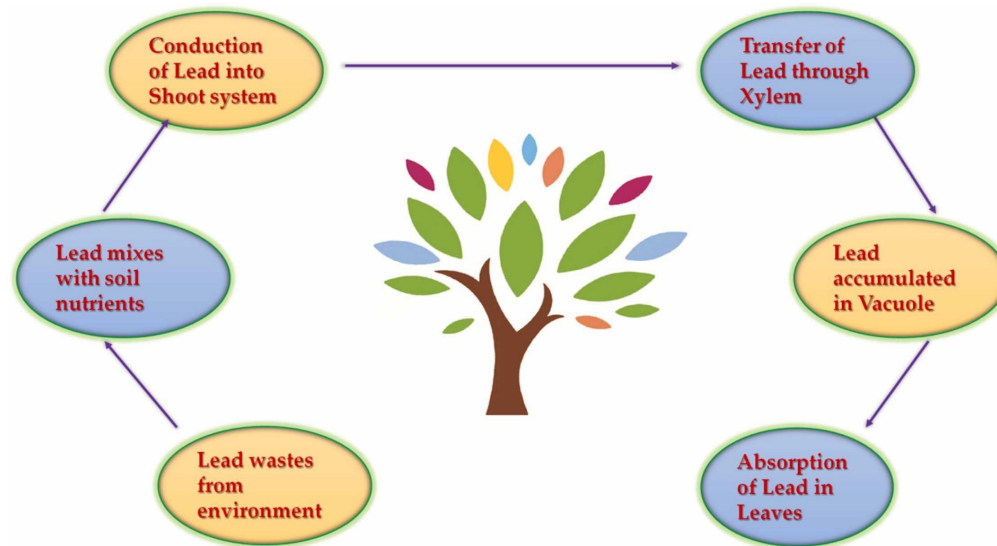 Conduction
of Lead into
Shoot system
Transfer of
Lead through
Xylem
Lead mixes
with soil
nutrients
Lead
accumulated
in Vacuole
Lead wastes
from
environment
Absorption
of Lead in
Leaves